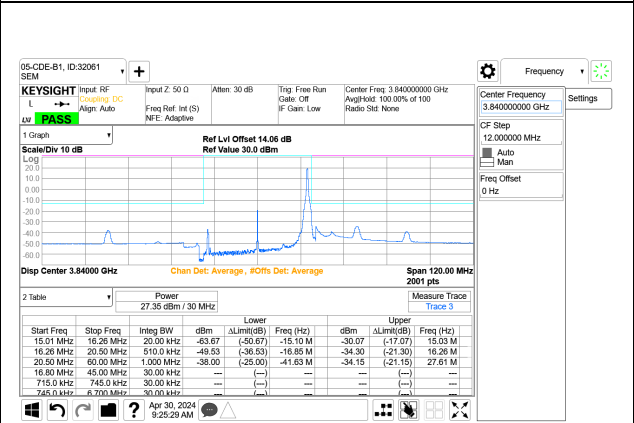 05-CDE-B1, ID:32061
SEM
Frequency
KEYSIGHT
L
PASS
Input: RF
Coupling: DC
Align: Auto
Input Z: 50 Ω
Freq Ref: Int (S)
NFE: Adaptive
Atten: 30 dB
Trig: Free Run
Gate: Off
IF Gain: Low
Center Freq: 3.840000000 GHz
Avg|Hold: 100.00% of 100
Radio Std: None
Center Frequency
3.840000000 GHz
Settings
CF Step
12.000000 MHz
Auto
Man
Freq Offset
0 Hz
1 Graph
Scale/Div 10 dB
Ref Lvl Offset 14.06 dB
Ref Value 30.0 dBm
Log
20.0
10.0
0.00
-10.0
-20.0
-30.0
-40.0
-50.0
-60.0
Disp Center 3.84000 GHz
Chan Det: Average , #Offs Det: Average
Span 120.00 MHz
2001 pts
2 Table
Power
27.35 dBm / 30 MHz
Measure Trace
Trace 3
Lower Upper
Start Freq Stop Freq Integ BW dBm ΔLimit(dB) Freq (Hz) dBm ΔLimit(dB) Freq (Hz)
15.01 MHz 16.26 MHz 20.00 kHz -63.67 (-50.67) -15.10 M -30.07 (-17.07) 15.03 M
16.26 MHz 20.50 MHz 510.0 kHz -49.53 (-36.53) -16.85 M -34.30 (-21.30) 16.26 M
20.50 MHz 60.00 MHz 1.000 MHz -38.00 (-25.00) -41.63 M -34.15 (-21.15) 27.61 M
16.80 MHz 45.00 MHz 30.00 kHz --- (---) --- --- (---) ---
715.0 kHz 745.0 kHz 30.00 kHz --- (---) --- --- (---) ---
745.0 kHz 6.700 MHz 30.00 kHz --- (---) --- --- (---) ---
Apr 30, 2024
9:25:29 AM